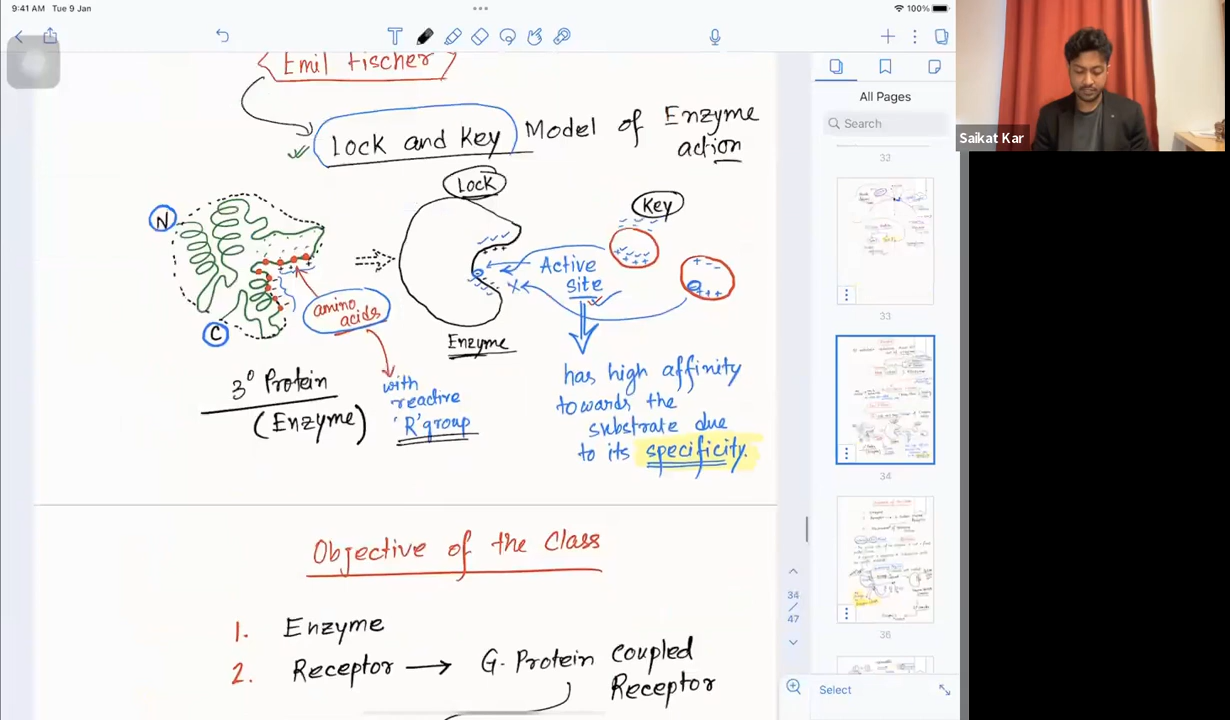 9:41 AM Tue 9 Jan
100%
Emil Fischer
Lock and Key Model of Enzyme
action
Lock
Key
N
Active
site
amino
acids
C
Enzyme
3° Protein
(Enzyme)
with
reactive
'R' group
has high affinity
towards the
substrate due
to its specificity.
Objective of the Class
1. Enzyme
2. Receptor → G-Protein Coupled
Receptor
All Pages
Search
33
33
34
36
34
/
47
Select
Saikat Kar